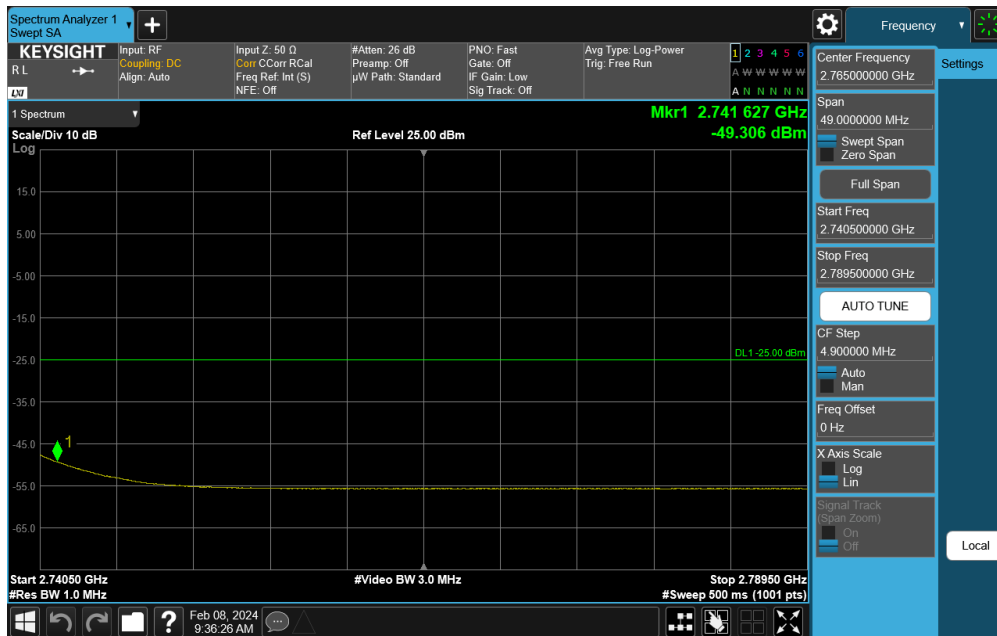 Spectrum Analyzer 1
Swept SA
Frequency
KEYSIGHT
RL
LXI
Input: RF
Coupling: DC
Align: Auto
Input Z: 50 Ω
Corr CCorr RCal
Freq Ref: Int (S)
NFE: Off
#Atten: 26 dB
Preamp: Off
µW Path: Standard
PNO: Fast
Gate: Off
IF Gain: Low
Sig Track: Off
Avg Type: Log-Power
Trig: Free Run
1 2 3 4 5 6
A W W W W W
A N N N N N
1 Spectrum
Scale/Div 10 dB
Log
Ref Level 25.00 dBm
Mkr1 2.741 627 GHz
-49.306 dBm
15.0
5.00
-5.00
-15.0
-25.0
-35.0
-45.0
-55.0
-65.0
DL1 -25.00 dBm
1
Start 2.74050 GHz
#Video BW 3.0 MHz
Stop 2.78950 GHz
#Res BW 1.0 MHz
#Sweep 500 ms (1001 pts)
?
Feb 08, 2024
9:36:26 AM
Center Frequency
2.765000000 GHz
Span
49.0000000 MHz
Swept Span
Zero Span
Full Span
Start Freq
2.740500000 GHz
Stop Freq
2.789500000 GHz
AUTO TUNE
CF Step
4.900000 MHz
Auto
Man
Freq Offset
0 Hz
X Axis Scale
Log
Lin
Signal Track
(Span Zoom)
On
Off
Settings
Local